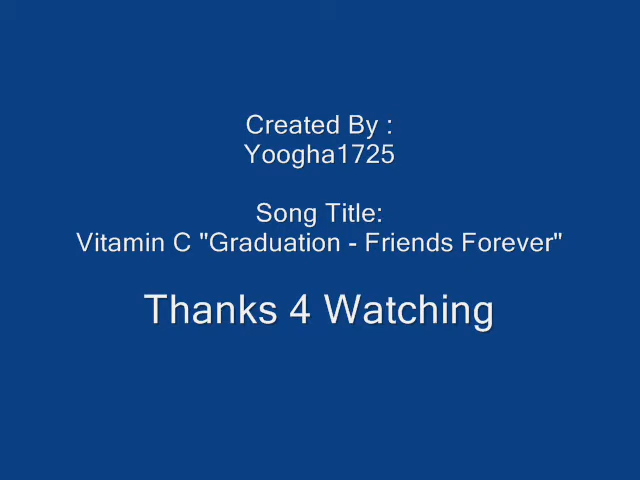 Created By :
Yoogha1725
Song Title:
Vitamin C "Graduation - Friends Forever"
Thanks 4 Watching